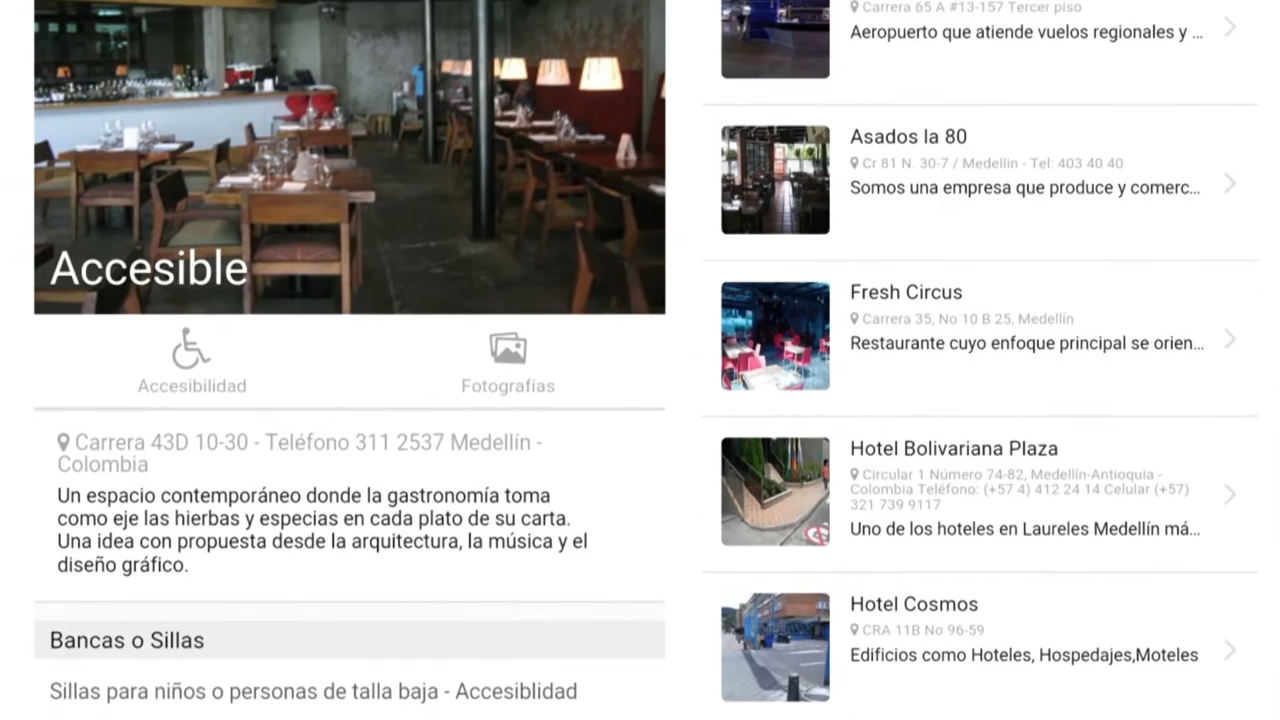 Accesible
Accesibilidad
Fotografías
Carrera 43D 10-30 - Teléfono 311 2537 Medellín -
Colombia
Un espacio contemporáneo donde la gastronomía toma
como eje las hierbas y especias en cada plato de su carta.
Una idea con propuesta desde la arquitectura, la música y el
diseño gráfico.
Bancas o Sillas
Sillas para niños o personas de talla baja - Accesiblidad
Carrera 65 A #13-157 Tercer piso
Aeropuerto que atiende vuelos regionales y ...
Asados la 80
Cr 81 N. 30-7 / Medellin - Tel: 403 40 40
Somos una empresa que produce y comerc...
Fresh Circus
Carrera 35, No 10 B 25, Medellín
Restaurante cuyo enfoque principal se orien...
Hotel Bolivariana Plaza
Circular 1 Número 74-82, Medellín-Antioquia -
Colombia Teléfono: (+57 4) 412 24 14 Celular (+57)
321 739 9117
Uno de los hoteles en Laureles Medellín má...
Hotel Cosmos
CRA 11B No 96-59
Edificios como Hoteles, Hospedajes,Moteles